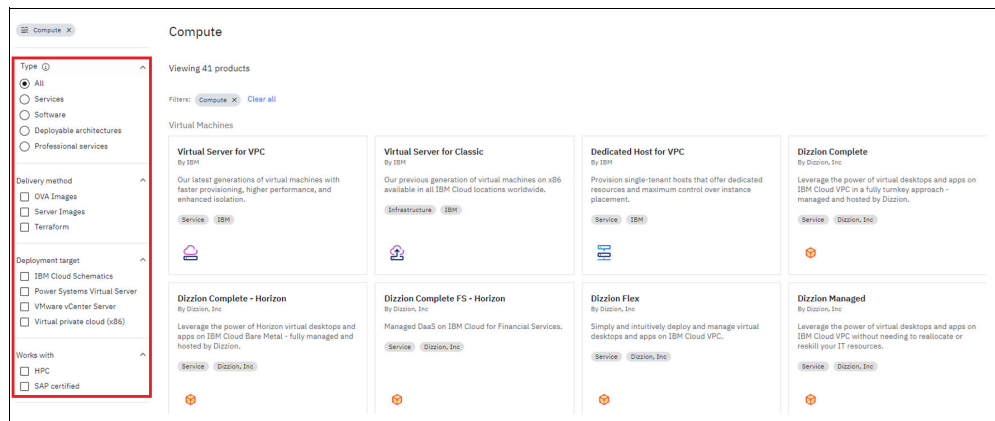 Compute ×
Type
All
Services
Software
Deployable architectures
Professional services
Delivery method
OVA Images
Server Images
Terraform
Deployment target
IBM Cloud Schematics
Power Systems Virtual Server
VMware vCenter Server
Virtual private cloud (x86)
Works with
HPC
SAP certified
Compute
Viewing 41 products
Filters: Compute × Clear all
Virtual Machines
Virtual Server for VPC
By IBM
Our latest generations of virtual machines with
faster provisioning, higher performance, and
enhanced isolation.
Service IBM
Virtual Server for Classic
By IBM
Our previous generation of virtual machines on x86
available in all IBM Cloud locations worldwide.
Infrastructure IBM
Dedicated Host for VPC
By IBM
Provision single-tenant hosts that offer dedicated
resources and maximum control over instance
placement.
Service IBM
Dizzion Complete
By Dizzion, Inc
Leverage the power of virtual desktops and apps on
IBM Cloud VPC in a fully turnkey approach -
managed and hosted by Dizzion.
Service Dizzion, Inc
Dizzion Complete - Horizon
By Dizzion, Inc
Leverage the power of Horizon virtual desktops and
apps on IBM Cloud Bare Metal - fully managed and
hosted by Dizzion.
Service Dizzion, Inc
Dizzion Complete FS - Horizon
By Dizzion, Inc
Managed DaaS on IBM Cloud for Financial Services.
Service Dizzion, Inc
Dizzion Flex
By Dizzion, Inc
Simply and intuitively deploy and manage virtual
desktops and apps on IBM Cloud VPC.
Service Dizzion, Inc
Dizzion Managed
By Dizzion, Inc
Leverage the power of virtual desktops and apps on
IBM Cloud VPC without needing to reallocate or
reskill your IT resources.
Service Dizzion, Inc